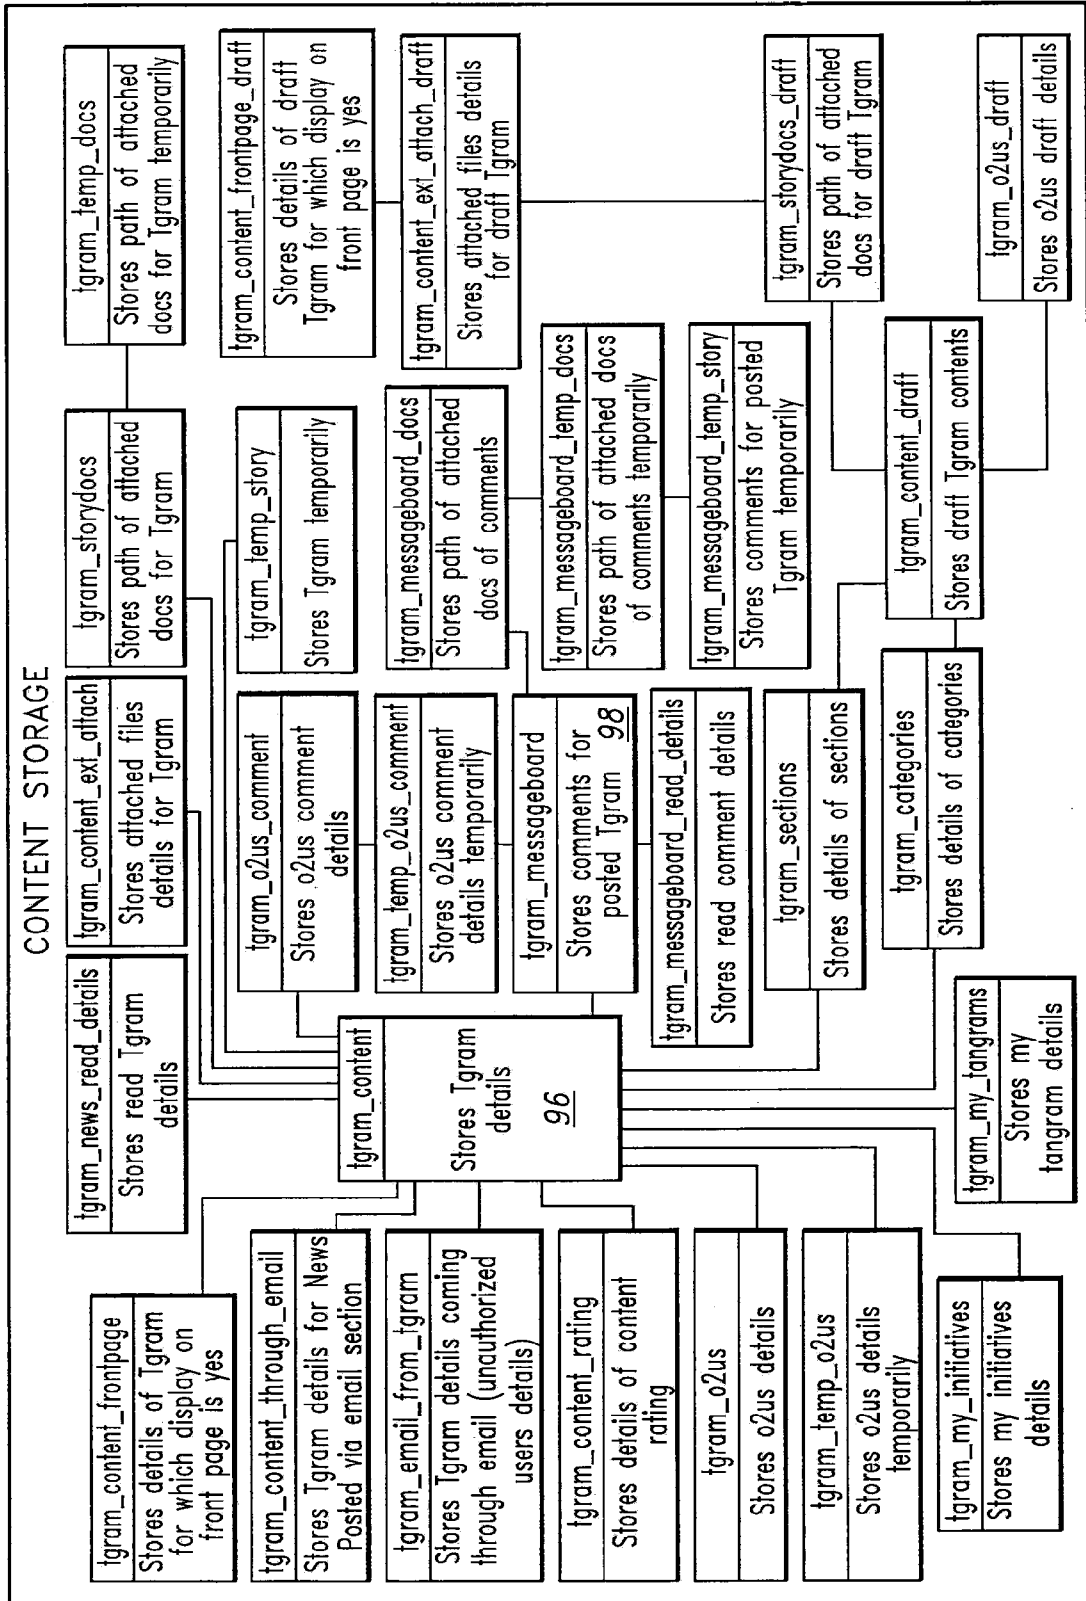 CONTENT STORAGE
tgram_content_frontpage
Stores details of Tgram
for which display on
front page is yes
tgram_news_read_details
Stores read Tgram
details
tgram_content_ext_attach
Stores attached files
details for Tgram
tgram_storydocs
Stores path of attached
docs for Tgram
tgram_temp_docs
Stores path of attached
docs for Tgram temporarily
tgram_content_through_email
Stores Tgram details for News
Posted via email section
tgram_o2us_comment
Stores o2us comment
details
tgram_temp_story
Stores Tgram temporarily
tgram_content_frontpage_draft
Stores details of draft
Tgram for which display on
front page is yes
tgram_content
Stores Tgram
details
96
tgram_email_from_tgram
Stores Tgram details coming
through email (unauthorized
users details)
tgram_temp_o2us_comment
Stores o2us comment
details temporarily
tgram_messageboard_docs
Stores path of attached
docs of comments
tgram_content_ext_attach_draft
Stores attached files details
for draft Tgram
tgram_content_rating
Stores details of content
rating
tgram_messageboard
Stores comments for
posted Tgram 98
tgram_messageboard_temp_docs
Stores path of attached docs
of comments temporarily
tgram_o2us
Stores o2us details
tgram_messageboard_read_details
Stores read comment details
tgram_messageboard_temp_story
Stores comments for posted
Tgram temporarily
tgram_temp_o2us
Stores o2us details
temporarily
tgram_sections
Stores details of sections
tgram_storydocs_draft
Stores path of attached
docs for draft Tgram
tgram_my_initiatives
Stores my initiatives
details
tgram_my_tangrams
Stores my
tangram details
tgram_categories
Stores details of categories
tgram_content_draft
Stores draft Tgram contents
tgram_o2us_draft
Stores o2us draft details